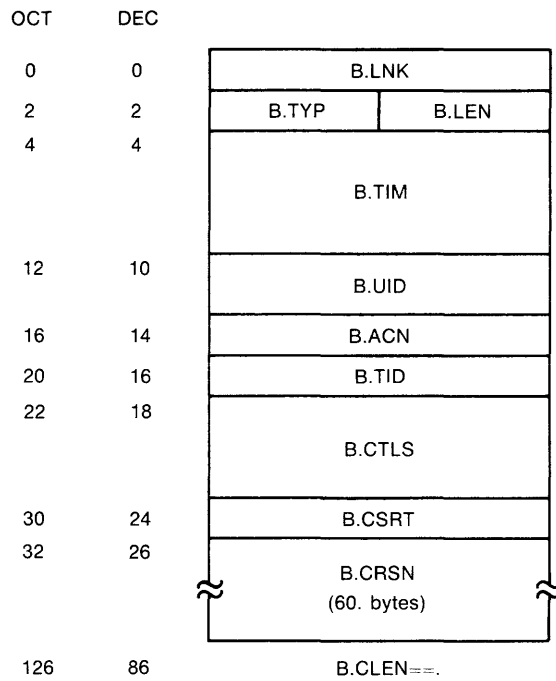 OCT DEC
0 0 B.LNK
2 2 B.TYP B.LEN
4 4
B.TIM
12 10
B.UID
16 14 B.ACN
20 16 B.TID
22 18
B.CTLS
30 24 B.CSRT
32 26
B.CRSN
(60. bytes)
126 86 B.CLEN==.